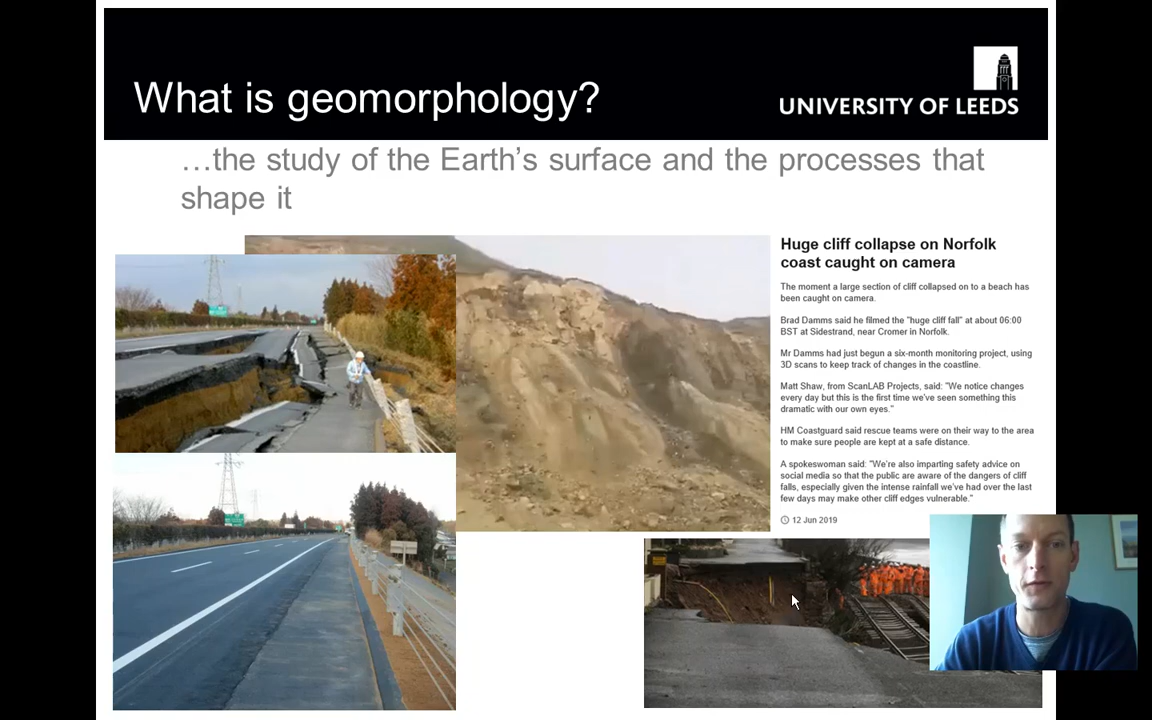 What is geomorphology?
UNIVERSITY OF LEEDS
…the study of the Earth's surface and the processes that
shape it
Huge cliff collapse on Norfolk
coast caught on camera
The moment a large section of cliff collapsed on to a beach has
been caught on camera.
Brad Damms said he filmed the "huge cliff fall" at about 06:00
BST at Sidestrand, near Cromer in Norfolk.
Mr Damms had just begun a six-month monitoring project, using
3D scans to keep track of changes in the coastline.
Matt Shaw, from ScanLAB Projects, said: "We notice changes
every day but this is the first time we've seen something this
dramatic with our own eyes."
HM Coastguard said rescue teams were on their way to the area
to make sure people are kept at a safe distance.
A spokeswoman said: "We're also imparting safety advice on
social media so that the public are aware of the dangers of cliff
falls, especially given the intense rainfall we've had over the last
few days may make other cliff edges vulnerable."
12 Jun 2019